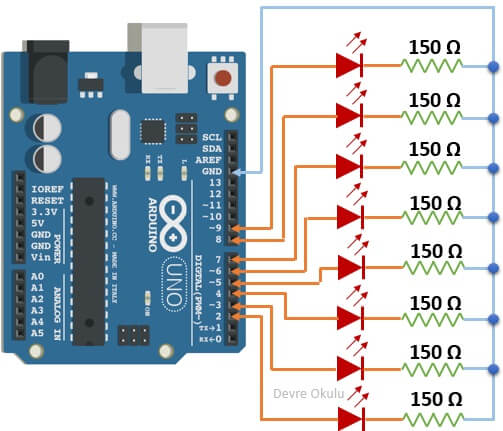 SCL
SDA
AREF
GND
13
12
~11
~10
~9
8
7
~6
~5
4
~3
2
TX→1
RX←0
DIGITAL (PWM~)
IOREF
RESET
3.3V
5V
GND
GND
Vin
POWER
A0
A1
A2
A3
A4
A5
ANALOG IN
WWW.ARDUINO.CC - MADE IN ITALY
RX
TX
L
ON
ARDUINO
UNO
150 Ω
150 Ω
150 Ω
150 Ω
150 Ω
150 Ω
150 Ω
150 Ω
Devre Okulu